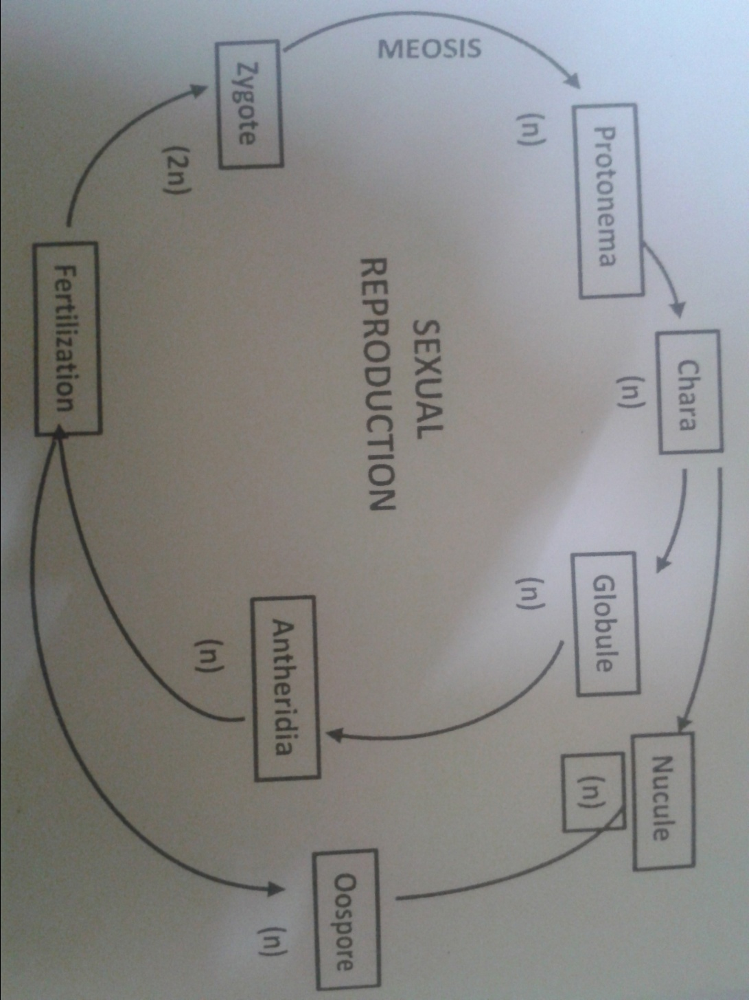 MEOSIS
Zygote
(2n)
Protonema
(n)
Chara
(n)
Globule
(n)
Nucule
(n)
Antheridia
(n)
Oospore
(n)
Fertilization
SEXUAL
REPRODUCTION